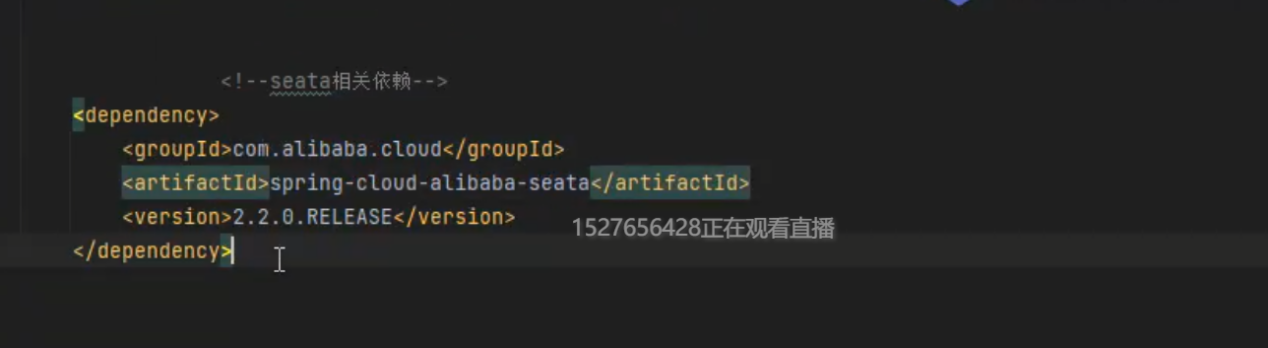 <!--seata相关依赖-->
<dependency>
<groupId>com.alibaba.cloud</groupId>
<artifactId>spring-cloud-alibaba-seata</artifactId>
<version>2.2.0.RELEASE</version>
1527656428正在观看直播
</dependency>